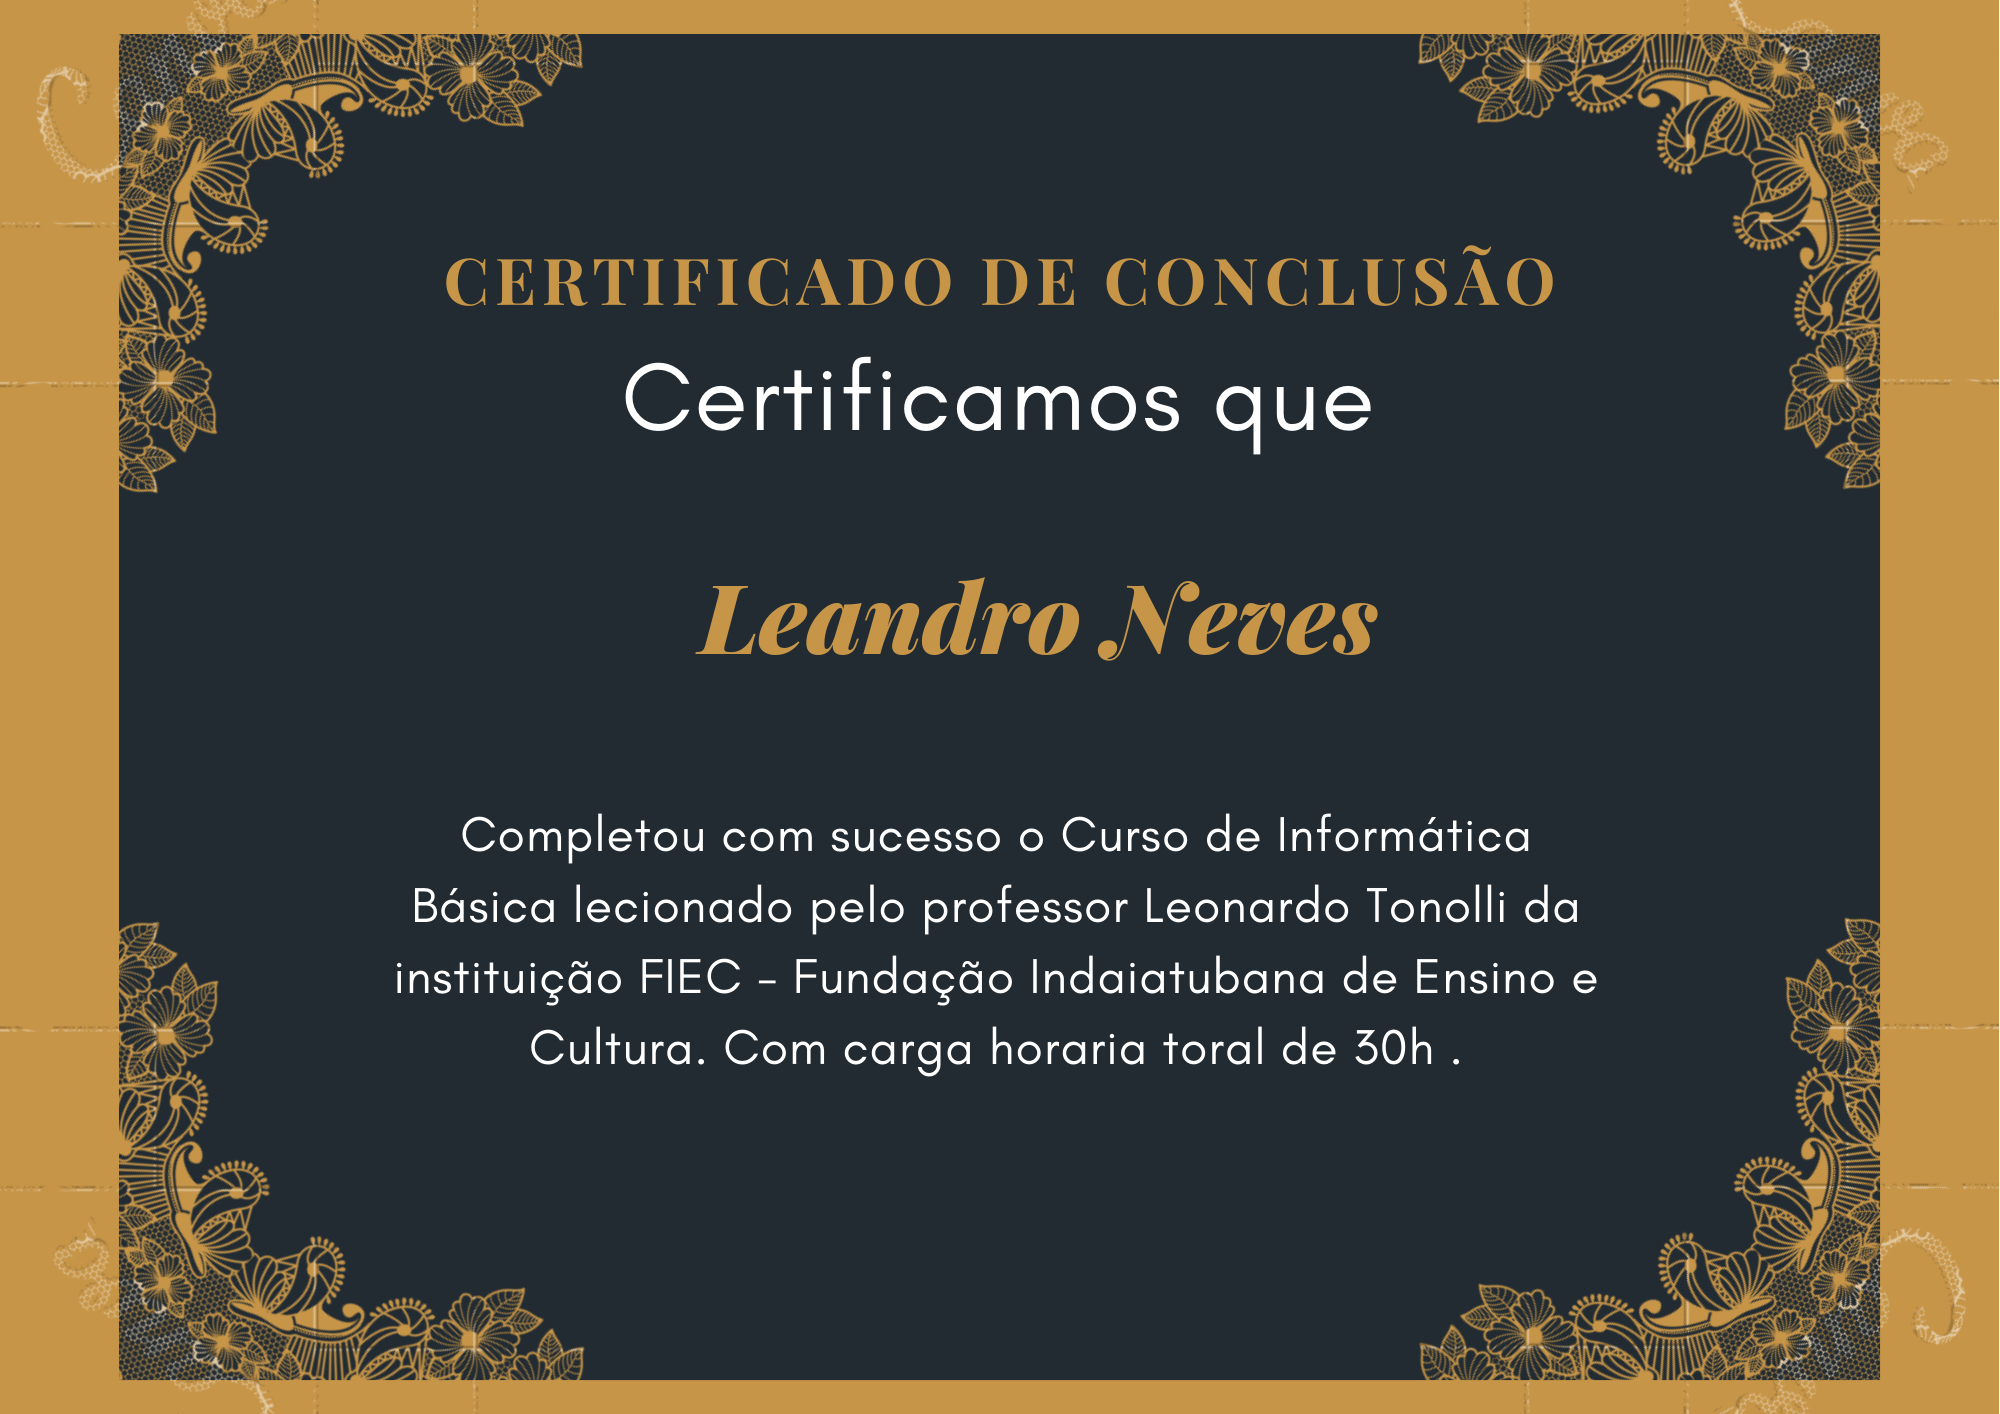 CERTIFICADO DE CONCLUSÃO
Certificamos que
Leandro Neves
Completou com sucesso o Curso de Informática
Básica lecionado pelo professor Leonardo Tonolli da
instituição FIEC - Fundação Indaiatubana de Ensino e
Cultura. Com carga horaria toral de 30h .